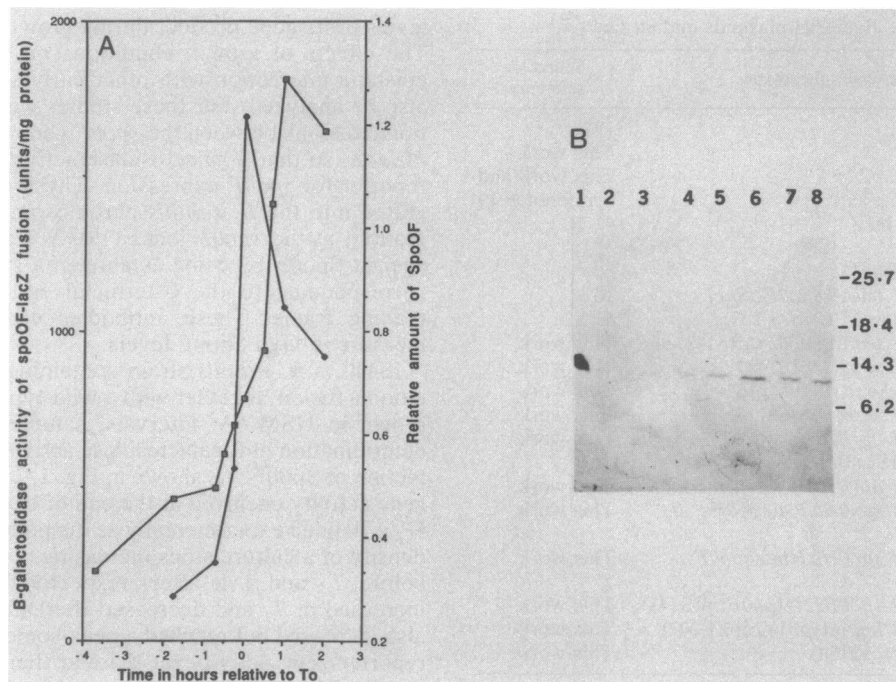 A
B-galactosidase activity of spoOF-lacZ fusion (units/mg protein)
2000
1000
0
Relative amount of SpoOF
1.4
1.2
1.0
0.8
0.6
0.4
0.2
-4 -3 -2 -1 0 1 2 3
Time in hours relative to To
B
1 2 3 4 5 6 7 8
-25.7
-18.4
-14.3
-6.2